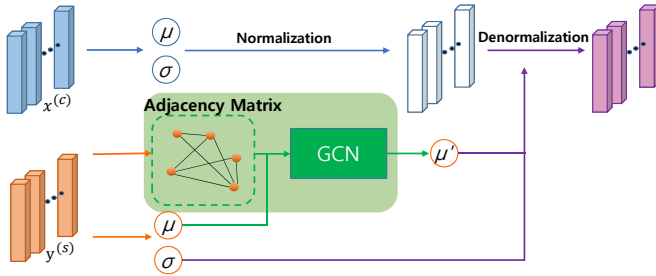 μ
Normalization
Denormalization
σ
x(c)
Adjacency Matrix
GCN
μ'
μ
y(s)
σ